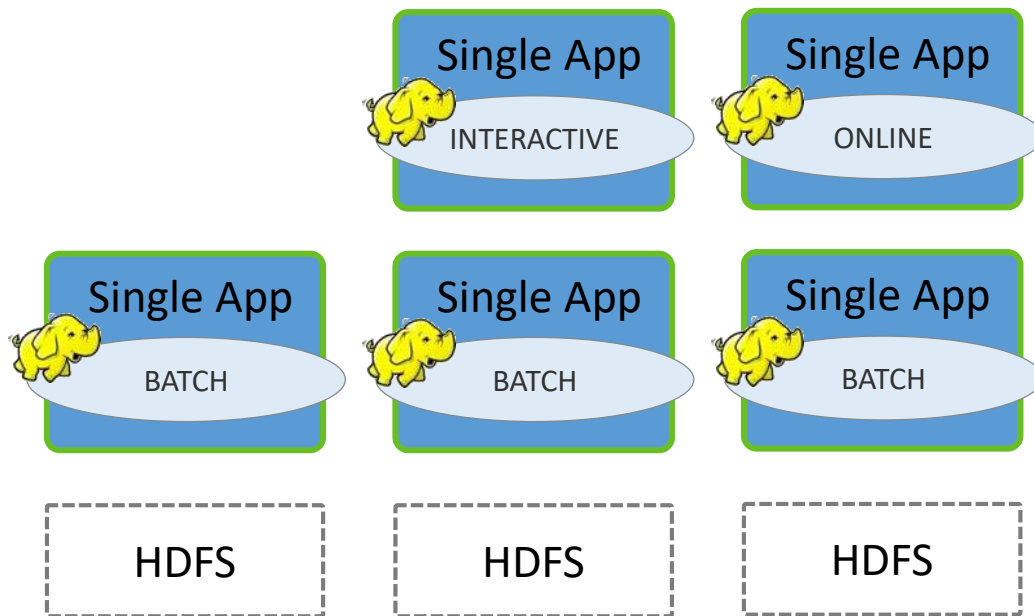 Single App
INTERACTIVE
Single App
ONLINE
Single App
BATCH
Single App
BATCH
Single App
BATCH
HDFS
HDFS
HDFS